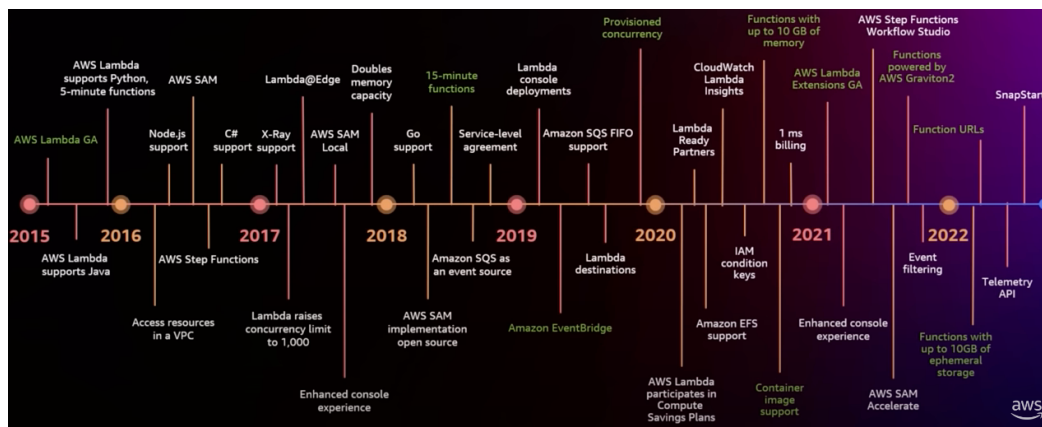 AWS Lambda GA
AWS Lambda
supports Python,
5-minute functions
AWS SAM
Node.js
support
C#
support
X-Ray
support
Lambda@Edge
AWS SAM
Local
Doubles
memory
capacity
Go
support
15-minute
functions
Service-level
agreement
Lambda
console
deployments
Amazon SQS FIFO
support
Provisioned
concurrency
Lambda
Ready
Partners
CloudWatch
Lambda
Insights
Functions with
up to 10 GB of
memory
1 ms
billing
AWS Lambda
Extensions GA
AWS Step Functions
Workflow Studio
Functions
powered by
AWS Graviton2
Function URLs
SnapStart
2015
2016
2017
2018
2019
2020
2021
2022
AWS Lambda
supports Java
Access resources
in a VPC
AWS Step Functions
Lambda raises
concurrency limit
to 1,000
Enhanced console
experience
AWS SAM
implementation
open source
Amazon SQS as
an event source
Amazon EventBridge
Lambda
destinations
AWS Lambda
participates in
Compute
Savings Plans
Amazon EFS
support
IAM
condition
keys
Container
image
support
Enhanced console
experience
AWS SAM
Accelerate
Event
filtering
Functions with
up to 10GB of
ephemeral
storage
Telemetry
API
aws